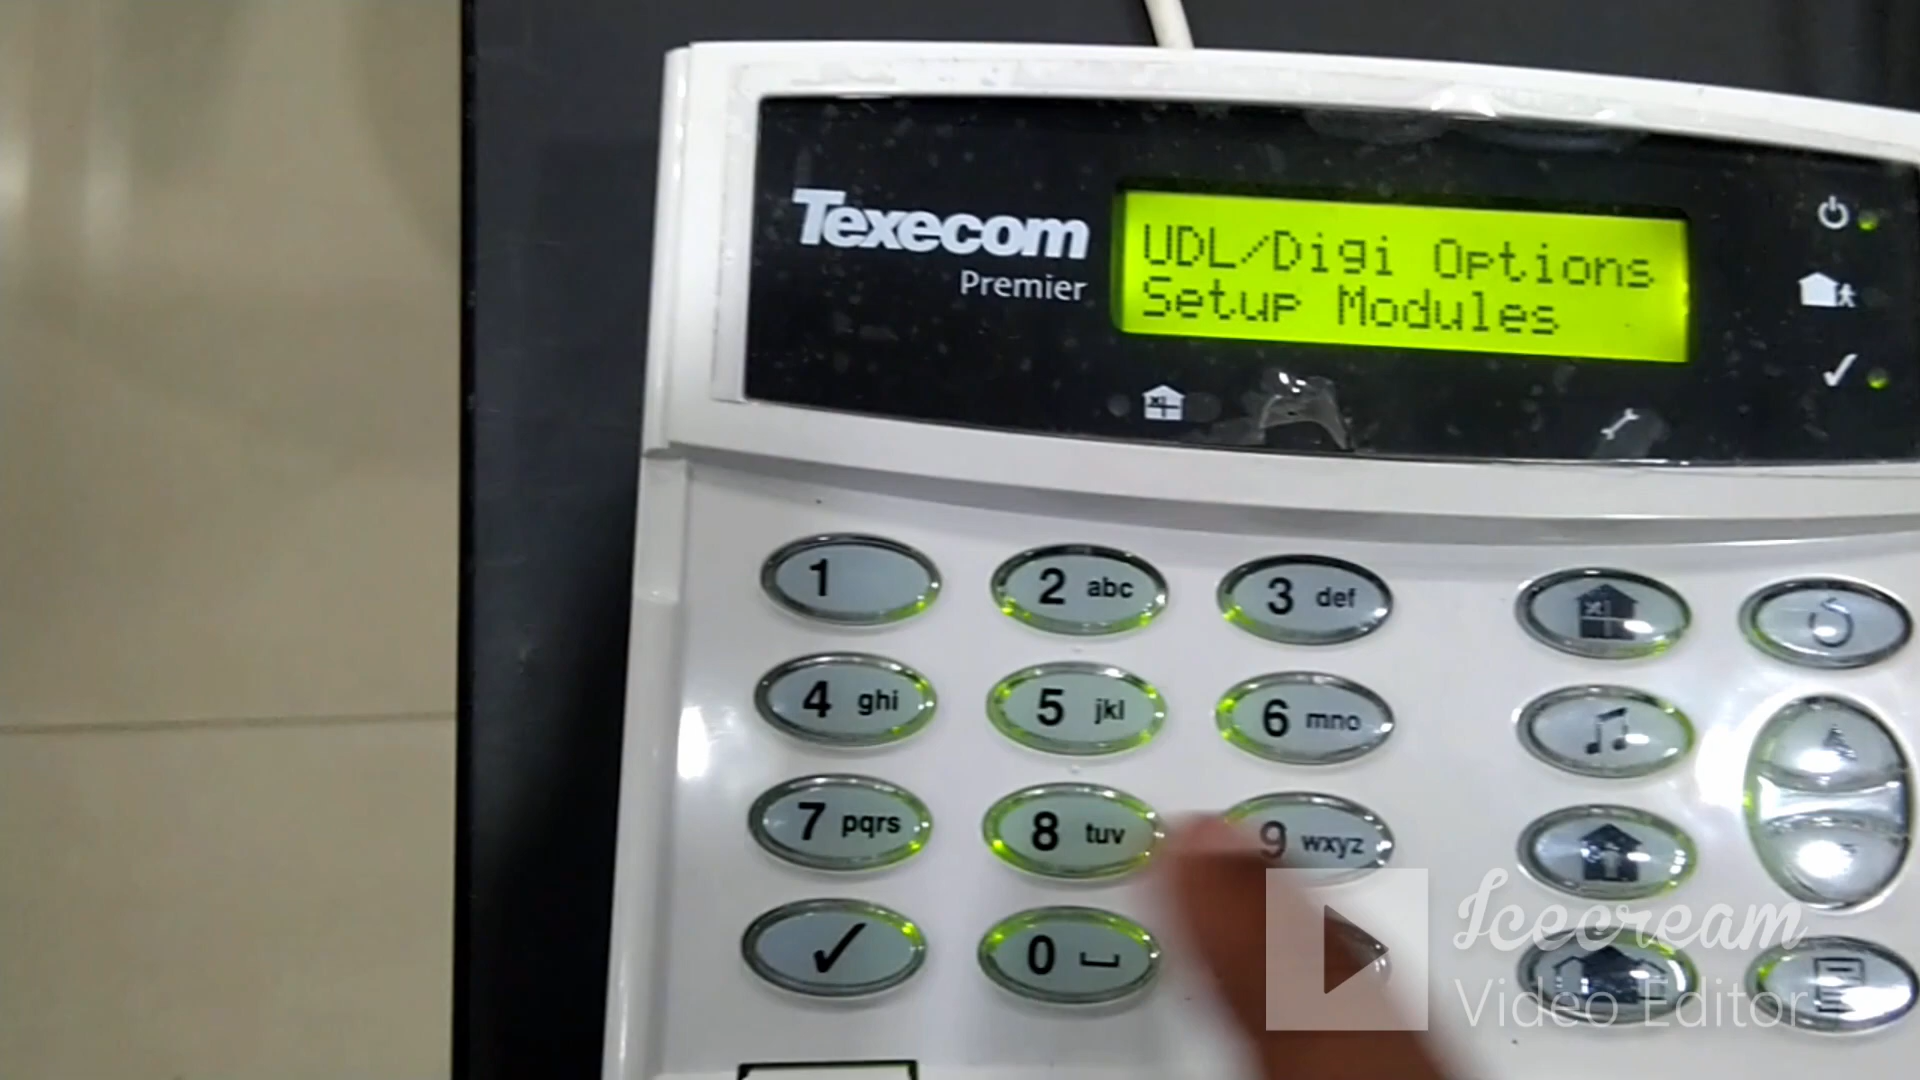 Texecom
Premier
UDL/Digi Options
Setup Modules
1
2 abc
3 def
4 ghi
5 jkl
6 mno
7 pqrs
8 tuv
9 wxyz
0
Icecream
Video Editor